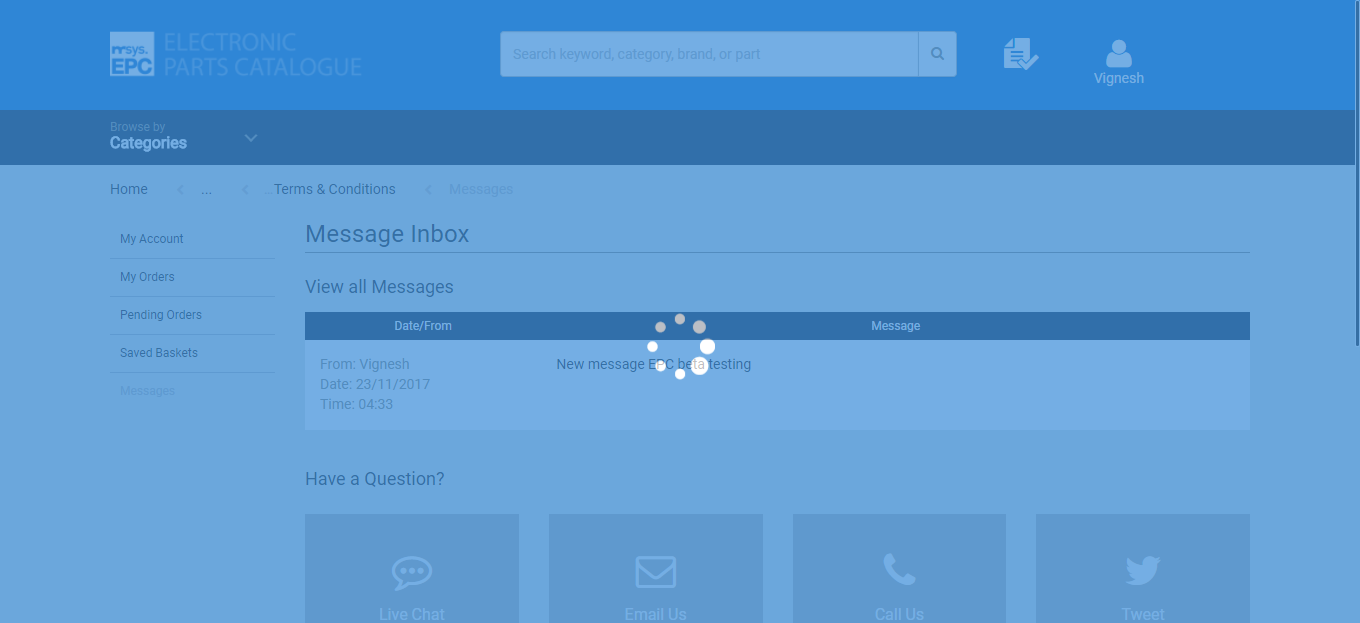 msys.
EPC
ELECTRONIC
PARTS CATALOGUE
Search keyword, category, brand, or part
Vignesh
Browse by
Categories
Home ... Terms & Conditions Messages
My Account
My Orders
Pending Orders
Saved Baskets
Messages
Message Inbox
View all Messages
Date/From Message
From: Vignesh
Date: 23/11/2017
Time: 04:33
New message EPC beta testing
Have a Question?
Live Chat
Email Us
Call Us
Tweet